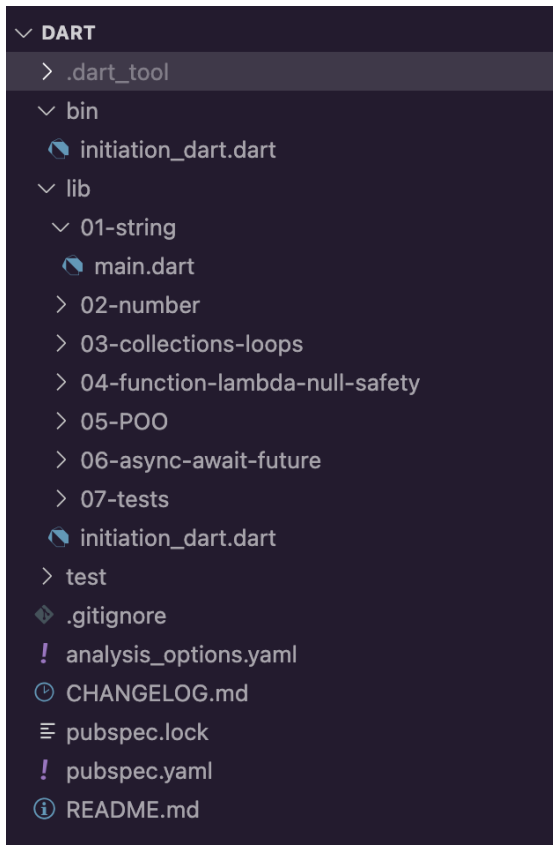 DART
.dart_tool
bin
initiation_dart.dart
lib
01-string
main.dart
02-number
03-collections-loops
04-function-lambda-null-safety
05-POO
06-async-await-future
07-tests
initiation_dart.dart
test
.gitignore
analysis_options.yaml
CHANGELOG.md
pubspec.lock
pubspec.yaml
README.md